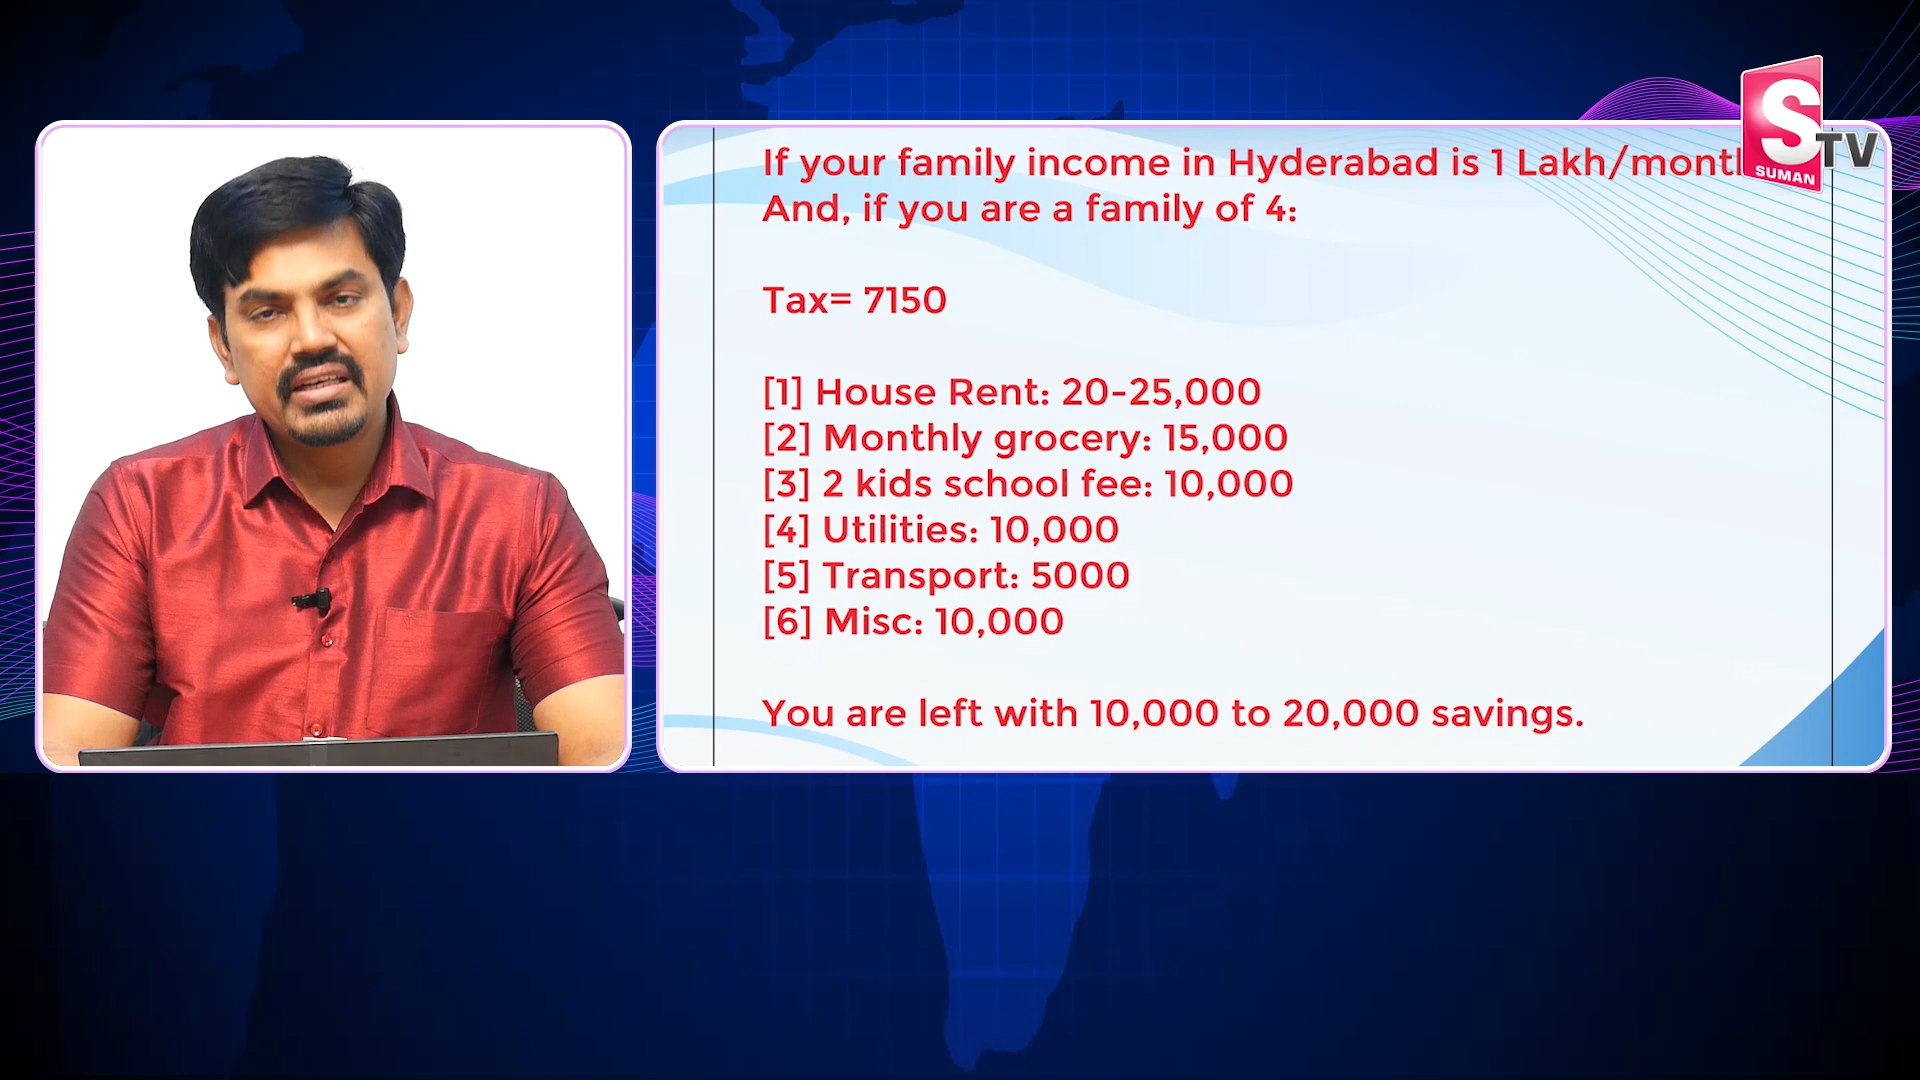 If your family income in Hyderabad is 1 Lakh/month
And, if you are a family of 4:
Tax= 7150
[1] House Rent: 20-25,000
[2] Monthly grocery: 15,000
[3] 2 kids school fee: 10,000
[4] Utilities: 10,000
[5] Transport: 5000
[6] Misc: 10,000
You are left with 10,000 to 20,000 savings.
S TV
SUMAN